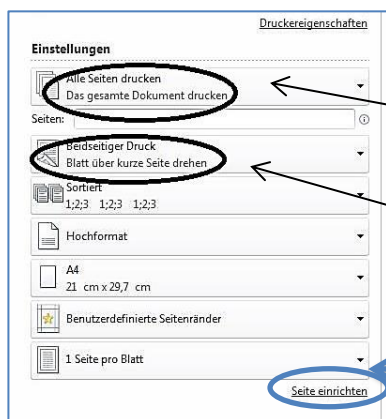 Druckereigenschaften
Einstellungen
Alle Seiten drucken
Das gesamte Dokument drucken
Seiten:
Beidseitiger Druck
Blatt über kurze Seite drehen
Sortiert
1;2;3 1;2;3 1;2;3
Hochformat
A4
21 cm x 29,7 cm
Benutzerdefinierte Seitenränder
1 Seite pro Blatt
Seite einrichten